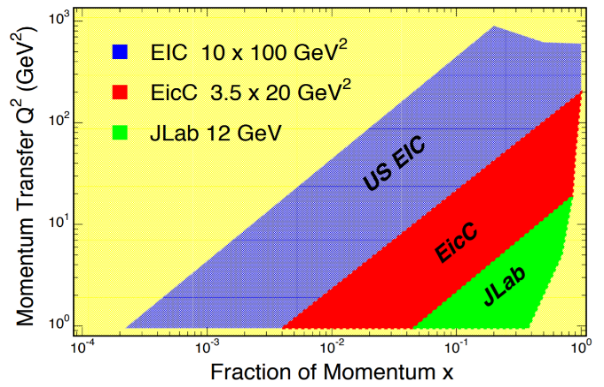 Momentum Transfer Q² (GeV²)
10³
10²
10¹
10⁰
EIC 10 x 100 GeV²
EicC 3.5 x 20 GeV²
JLab 12 GeV
US EIC
EicC
JLab
10⁻⁴ 10⁻³ 10⁻² 10⁻¹ 10⁰
Fraction of Momentum x